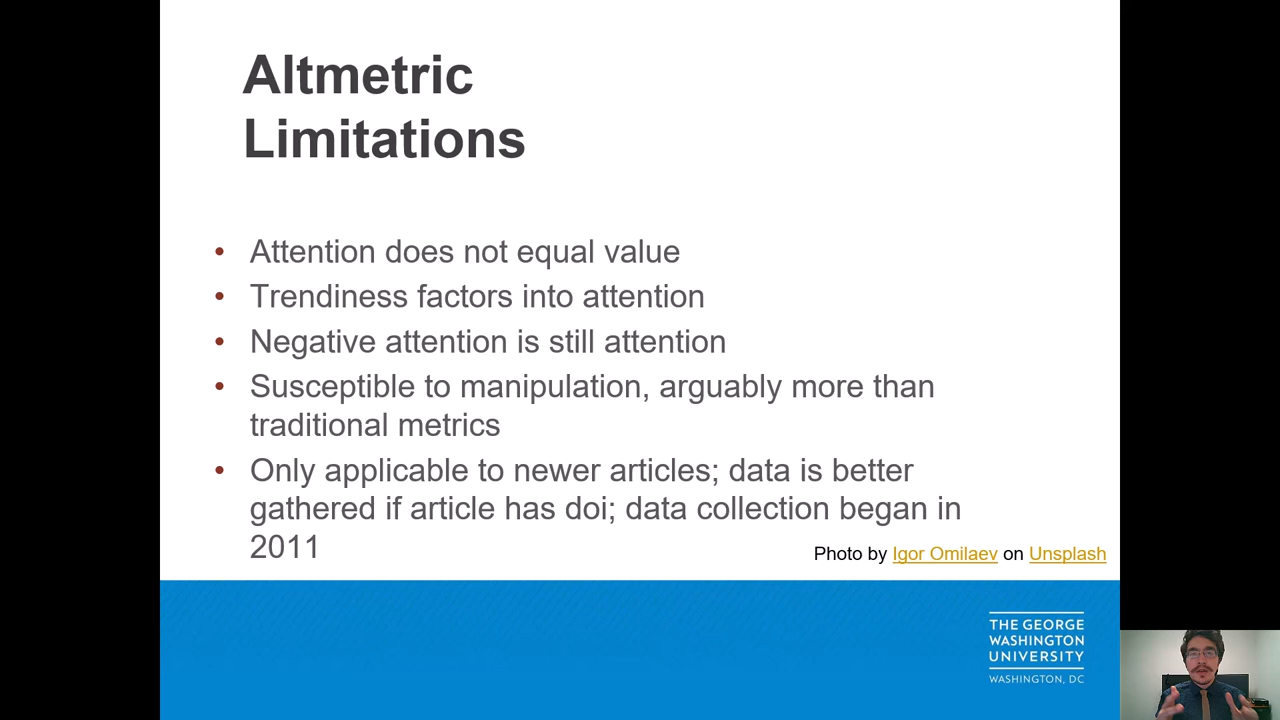 Altmetric
Limitations
• Attention does not equal value
• Trendiness factors into attention
• Negative attention is still attention
• Susceptible to manipulation, arguably more than
traditional metrics
• Only applicable to newer articles; data is better
gathered if article has doi; data collection began in
2011
Photo by Igor Omilaev on Unsplash
THE GEORGE
WASHINGTON
UNIVERSITY
WASHINGTON, DC